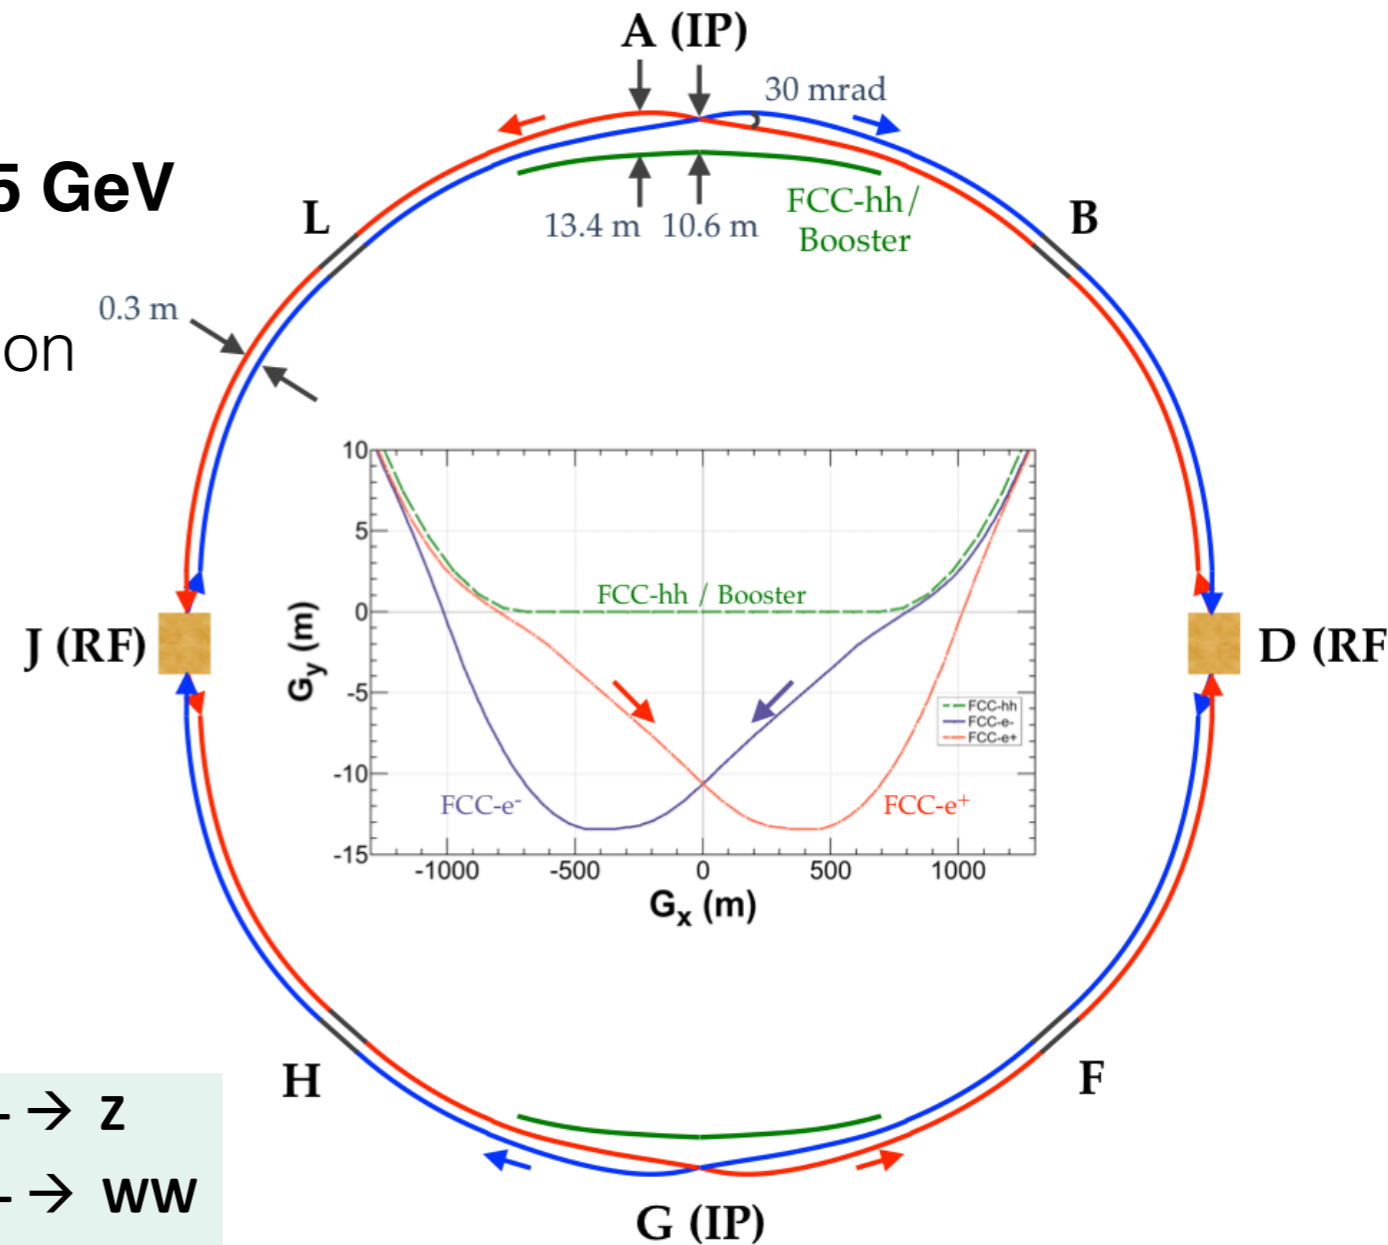 A (IP)
30 mrad
5 GeV
L
13.4 m 10.6 m
FCC-hh/
Booster
B
0.3 m
on
10
5
0
-5
-10
-15
Gy (m)
FCC-hh / Booster
FCC-hh
FCC-e-
FCC-e+
FCC-e-
FCC-e+
-1000 -500 0 500 1000
Gx (m)
J (RF)
D (RF
H
F
- → Z
- → WW
G (IP)